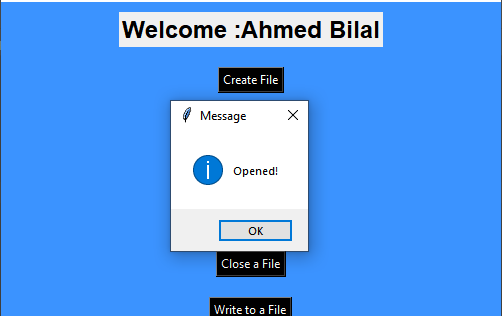 Welcome :Ahmed Bilal
Create File
Message
Opened!
OK
Close a File
Write to a File